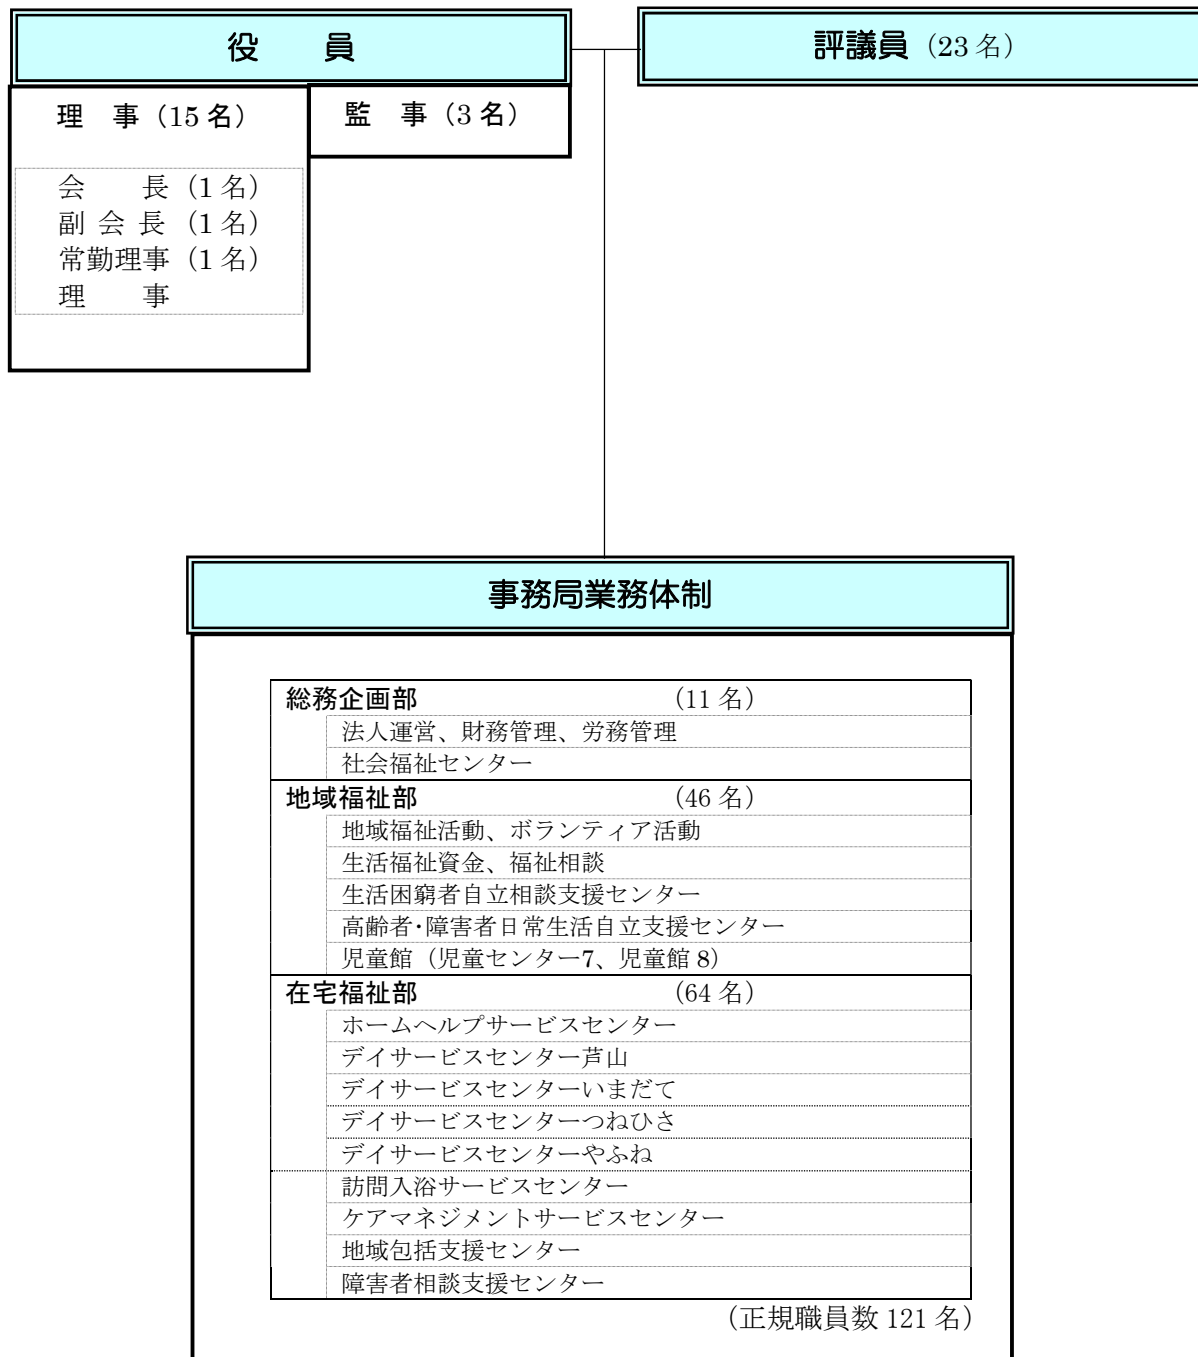 役　員
評議員（23名）
理　事（15名）
監　事（3名）
会　　長（1名）
副 会 長（1名）
常勤理事（1名）
理　　事
事務局業務体制
総務企画部　（11名）
法人運営、財務管理、労務管理
社会福祉センター
地域福祉部　（46名）
地域福祉活動、ボランティア活動
生活福祉資金、福祉相談
生活困窮者自立相談支援センター
高齢者・障害者日常生活自立支援センター
児童館（児童センター7、児童館8）
在宅福祉部　（64名）
ホームヘルプサービスセンター
デイサービスセンター芦山
デイサービスセンターいまだて
デイサービスセンターつねひさ
デイサービスセンターやふね
訪問入浴サービスセンター
ケアマネジメントサービスセンター
地域包括支援センター
障害者相談支援センター
（正規職員数 121名）